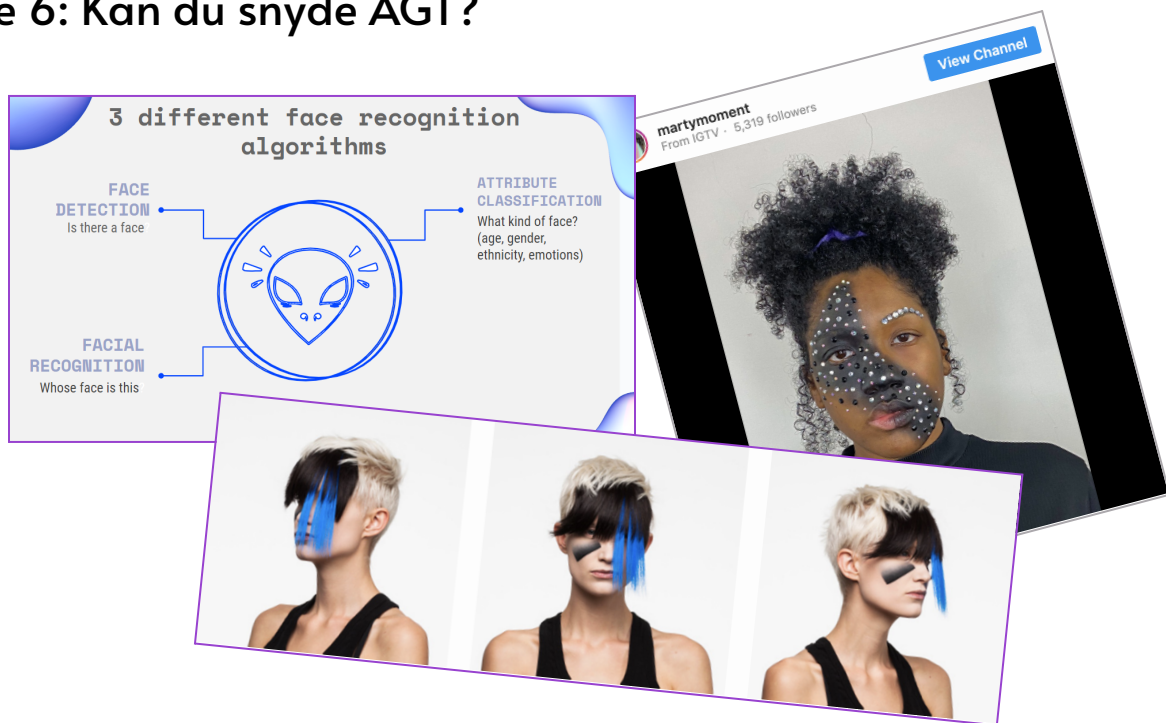 e 6: Kan du snyde AGT?
3 different face recognition
algorithms
FACE
DETECTION
Is there a face
ATTRIBUTE
CLASSIFICATION
What kind of face?
(age, gender,
ethnicity, emotions)
FACIAL
RECOGNITION
Whose face is this
View Channel
martymoment
From IGTV · 5,319 followers